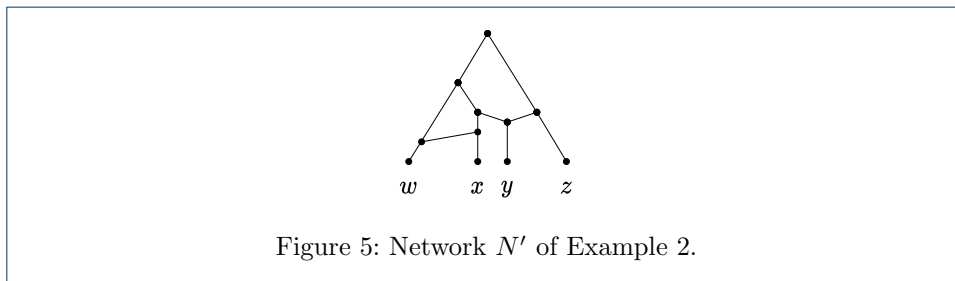 w x y z
Figure 5: Network N′ of Example 2.